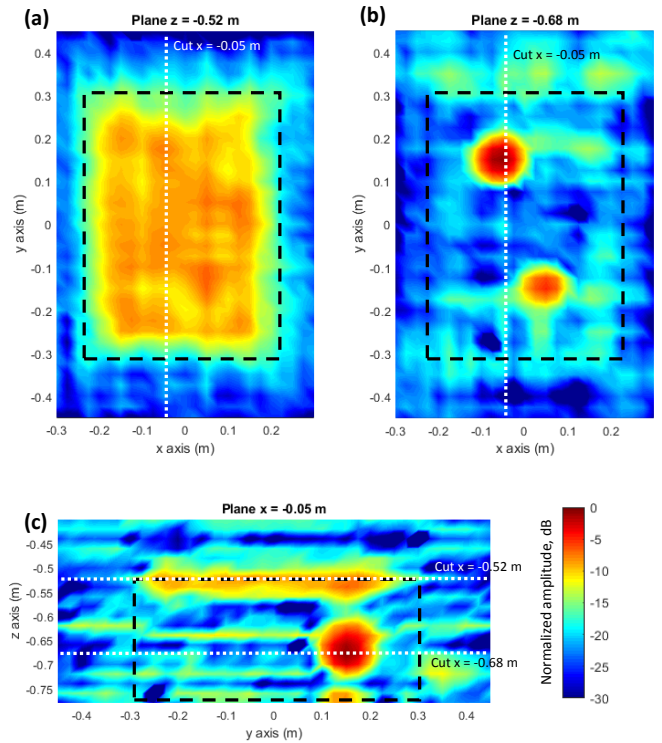 (a)
Plane z = -0.52 m
Cut x = -0.05 m
0.4
0.3
0.2
0.1
0
-0.1
-0.2
-0.3
-0.4
y axis (m)
-0.3 -0.2 -0.1 0 0.1 0.2
x axis (m)
(b)
Plane z = -0.68 m
Cut x = -0.05 m
0.4
0.3
0.2
0.1
0
-0.1
-0.2
-0.3
-0.4
y axis (m)
-0.3 -0.2 -0.1 0 0.1 0.2
x axis (m)
(c)
Plane x = -0.05 m
-0.45
-0.5
-0.55
-0.6
-0.65
-0.7
-0.75
z axis (m)
Cut x = -0.52 m
Cut x = -0.68 m
-0.4 -0.3 -0.2 -0.1 0 0.1 0.2 0.3 0.4
y axis (m)
Normalized amplitude, dB
0
-5
-10
-15
-20
-25
-30